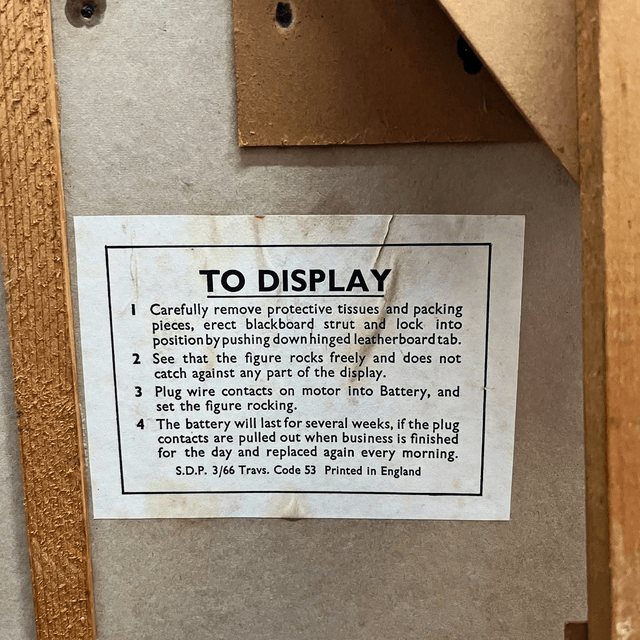 TO DISPLAY
1 Carefully remove protective tissues and packing
pieces, erect blackboard strut and lock into
position by pushing down hinged leatherboard tab.
2 See that the figure rocks freely and does not
catch against any part of the display.
3 Plug wire contacts on motor into Battery, and
set the figure rocking.
4 The battery will last for several weeks, if the plug
contacts are pulled out when business is finished
for the day and replaced again every morning.
S.D.P. 3/66 Travs. Code 53 Printed in England